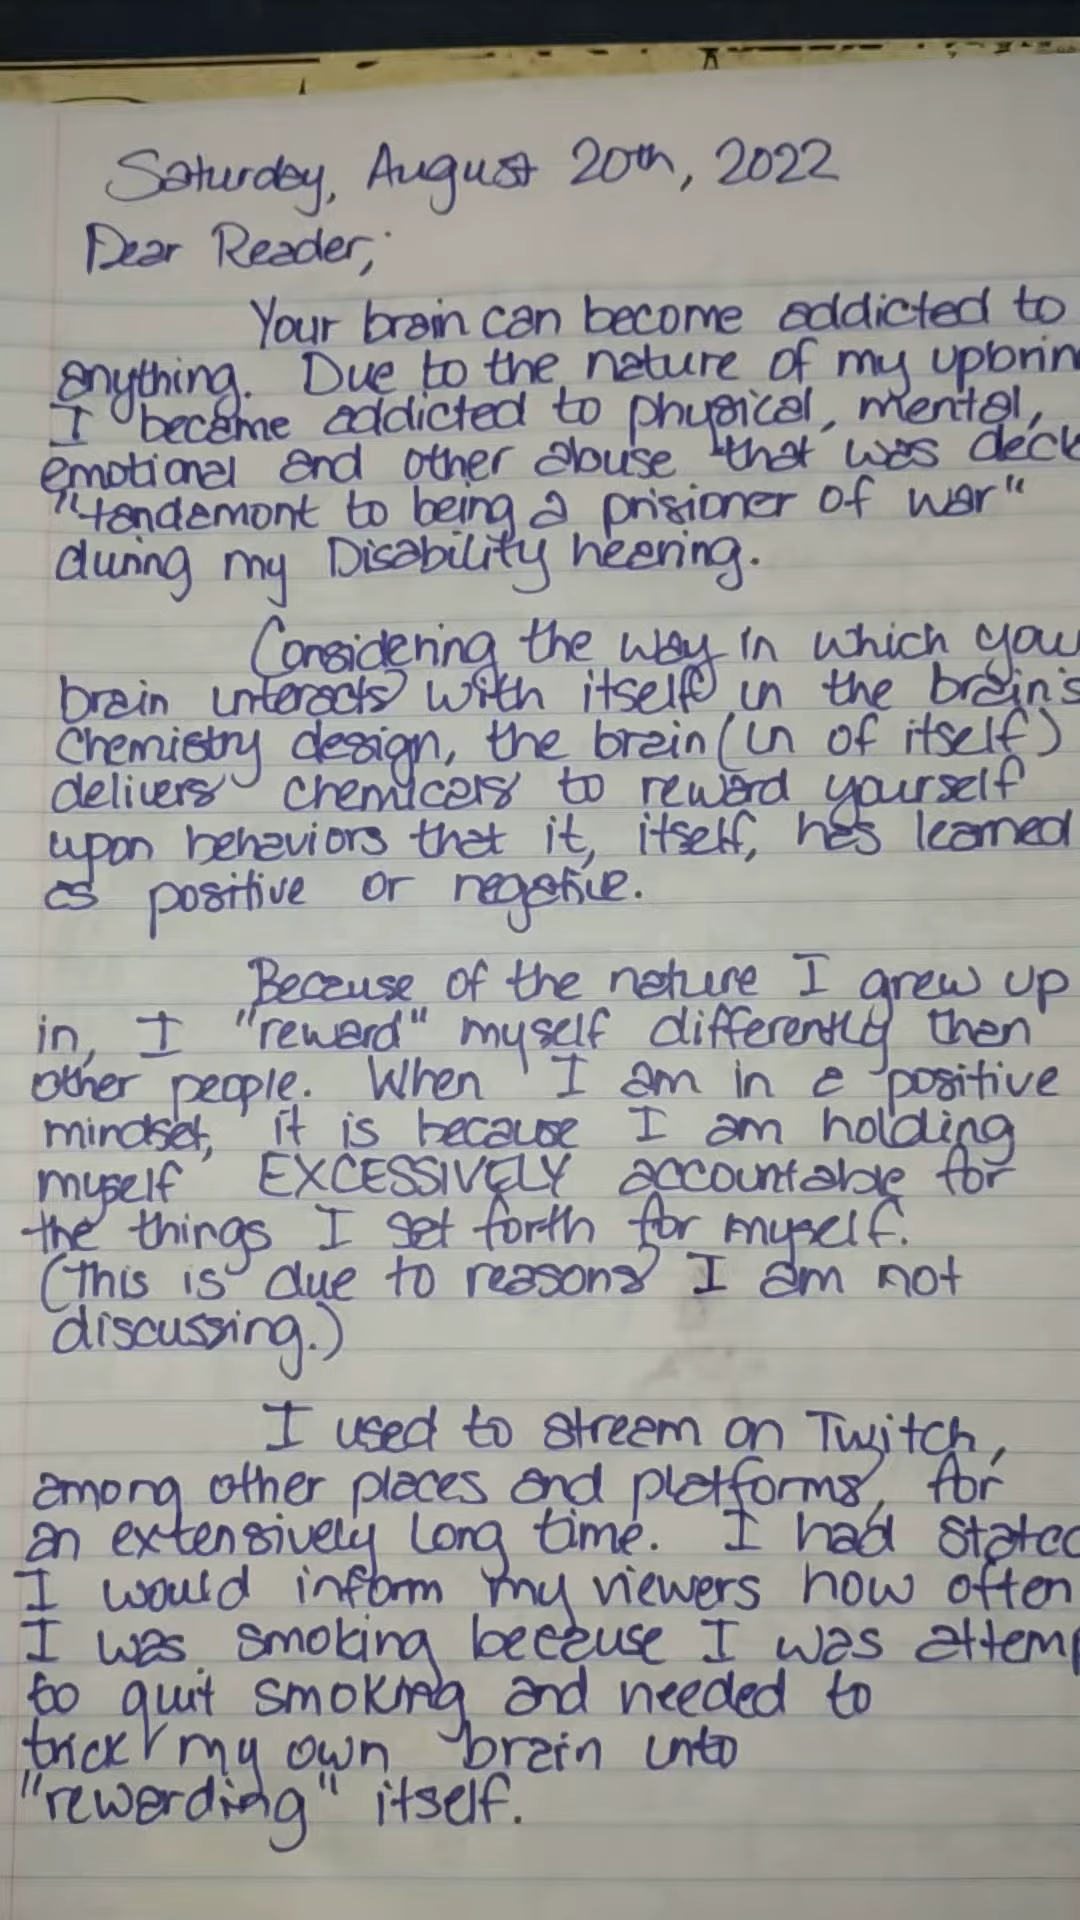 Saturday, August 20th, 2022
Dear Reader;
Your brain can become addicted to
anything. Due to the nature of my upbrin
I became addicted to physical, mental,
emotional and other abuse that was decl
"tandamont to being a prisioner of war"
during my Disability hearing.
Considering the way in which you
brain interacts with itself in the brain's
chemistry design, the brain (in of itself)
delivers chemicals to reward yourself
upon behaviors that it, itself, has learned
as positive or negative.
Because of the nature I grew up
in, I "reward" myself differently than
other people. When I am in a positive
mindset, it is because I am holding
myself EXCESSIVELY accountable for
the things I set forth for myself.
(This is due to reasons I am not
discussing.)
I used to stream on Twitch,
among other places and platforms, for
an extensively long time. I had stated
I would inform my viewers how often
I was smoking because I was attemp
to quit smoking and needed to
trick my own brain into
"rewarding" itself.